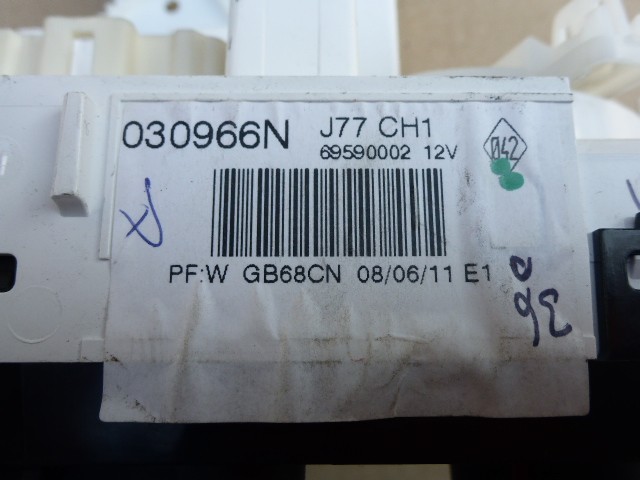 030966N J77 CH1
69590002 12V
042
PF:W GB68CN 08/06/11 E1